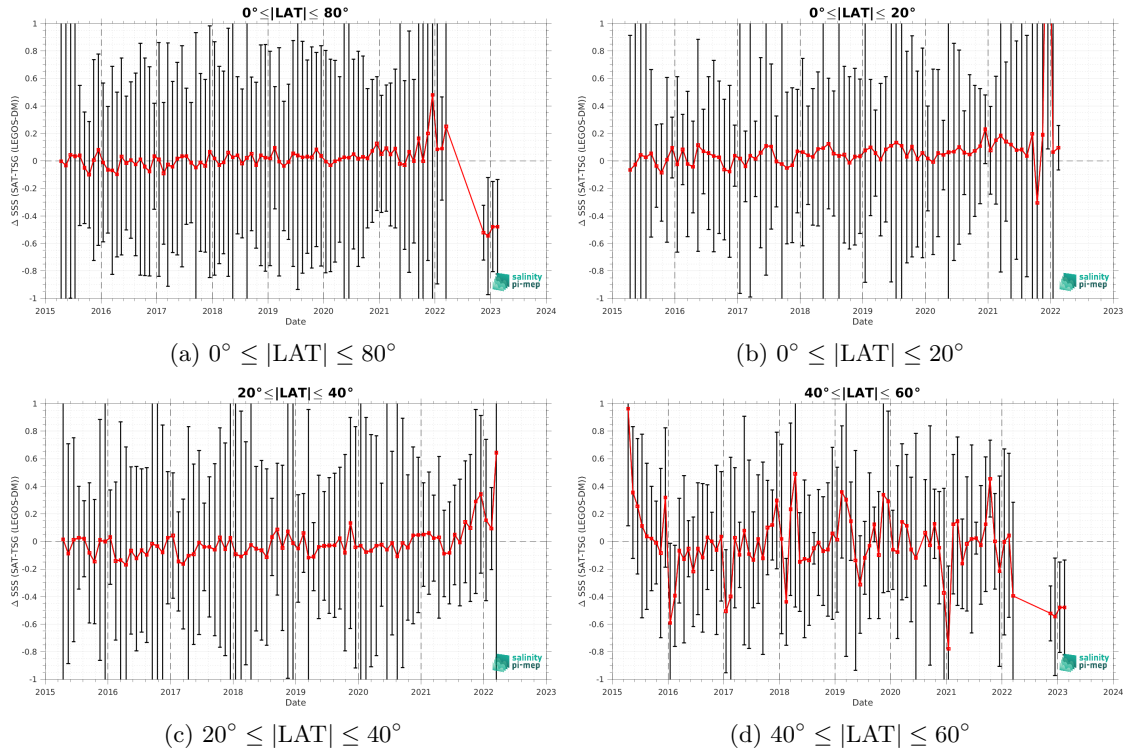 0°≤|LAT|≤ 80°
Δ SSS (SAT-TSG (LEGOS-DM))
1
0.8
0.6
0.4
0.2
0
-0.2
-0.4
-0.6
-0.8
-1
2015 2016 2017 2018 2019 2020 2021 2022 2023 2024
Date
salinity
pi-mep
(a) 0° ≤ |LAT| ≤ 80°
0°≤|LAT|≤ 20°
Δ SSS (SAT-TSG (LEGOS-DM))
1
0.8
0.6
0.4
0.2
0
-0.2
-0.4
-0.6
-0.8
-1
2015 2016 2017 2018 2019 2020 2021 2022 2023
Date
salinity
pi-mep
(b) 0° ≤ |LAT| ≤ 20°
20°≤|LAT|≤ 40°
Δ SSS (SAT-TSG (LEGOS-DM))
1
0.8
0.6
0.4
0.2
0
-0.2
-0.4
-0.6
-0.8
-1
2015 2016 2017 2018 2019 2020 2021 2022 2023
Date
salinity
pi-mep
(c) 20° ≤ |LAT| ≤ 40°
40°≤|LAT|≤ 60°
Δ SSS (SAT-TSG (LEGOS-DM))
1
0.8
0.6
0.4
0.2
0
-0.2
-0.4
-0.6
-0.8
-1
2015 2016 2017 2018 2019 2020 2021 2022 2023 2024
Date
salinity
pi-mep
(d) 40° ≤ |LAT| ≤ 60°